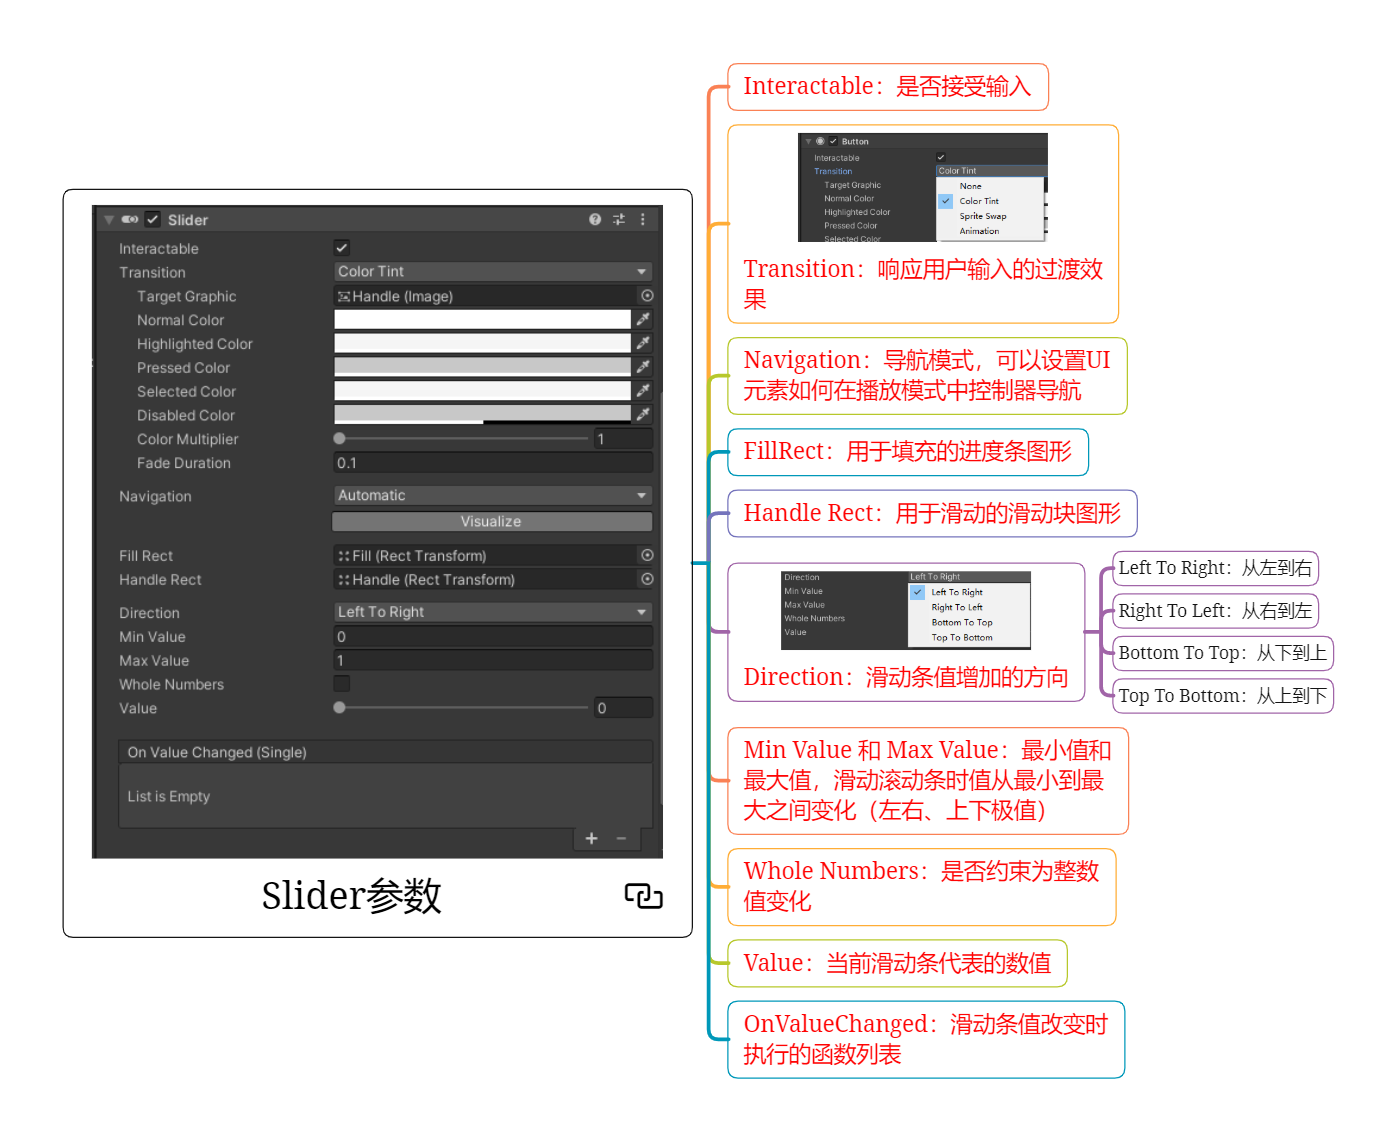 Slider
Interactable
Transition
Color Tint
Target Graphic
Handle (Image)
Normal Color
Highlighted Color
Pressed Color
Selected Color
Disabled Color
Color Multiplier
1
Fade Duration
0.1
Navigation
Automatic
Visualize
Fill Rect
Fill (Rect Transform)
Handle Rect
Handle (Rect Transform)
Direction
Left To Right
Min Value
0
Max Value
1
Whole Numbers
Value
0
On Value Changed (Single)
List is Empty
Slider参数
Interactable：是否接受输入
Button
Interactable
Transition
Color Tint
Target Graphic
None
Normal Color
Color Tint
Highlighted Color
Sprite Swap
Pressed Color
Animation
Selected Color
Transition：响应用户输入的过渡效
果
Navigation：导航模式，可以设置UI
元素如何在播放模式中控制器导航
FillRect：用于填充的进度条图形
Handle Rect：用于滑动的滑动块图形
Direction
Left To Right
Min Value
Left To Right
Max Value
Right To Left
Whole Numbers
Bottom To Top
Value
Top To Bottom
Direction：滑动条值增加的方向
Left To Right：从左到右
Right To Left：从右到左
Bottom To Top：从下到上
Top To Bottom：从上到下
Min Value 和 Max Value：最小值和
最大值，滑动滚动条时值从最小到最
大之间变化（左右、上下极值）
Whole Numbers：是否约束为整数
值变化
Value：当前滑动条代表的数值
OnValueChanged：滑动条值改变时
执行的函数列表